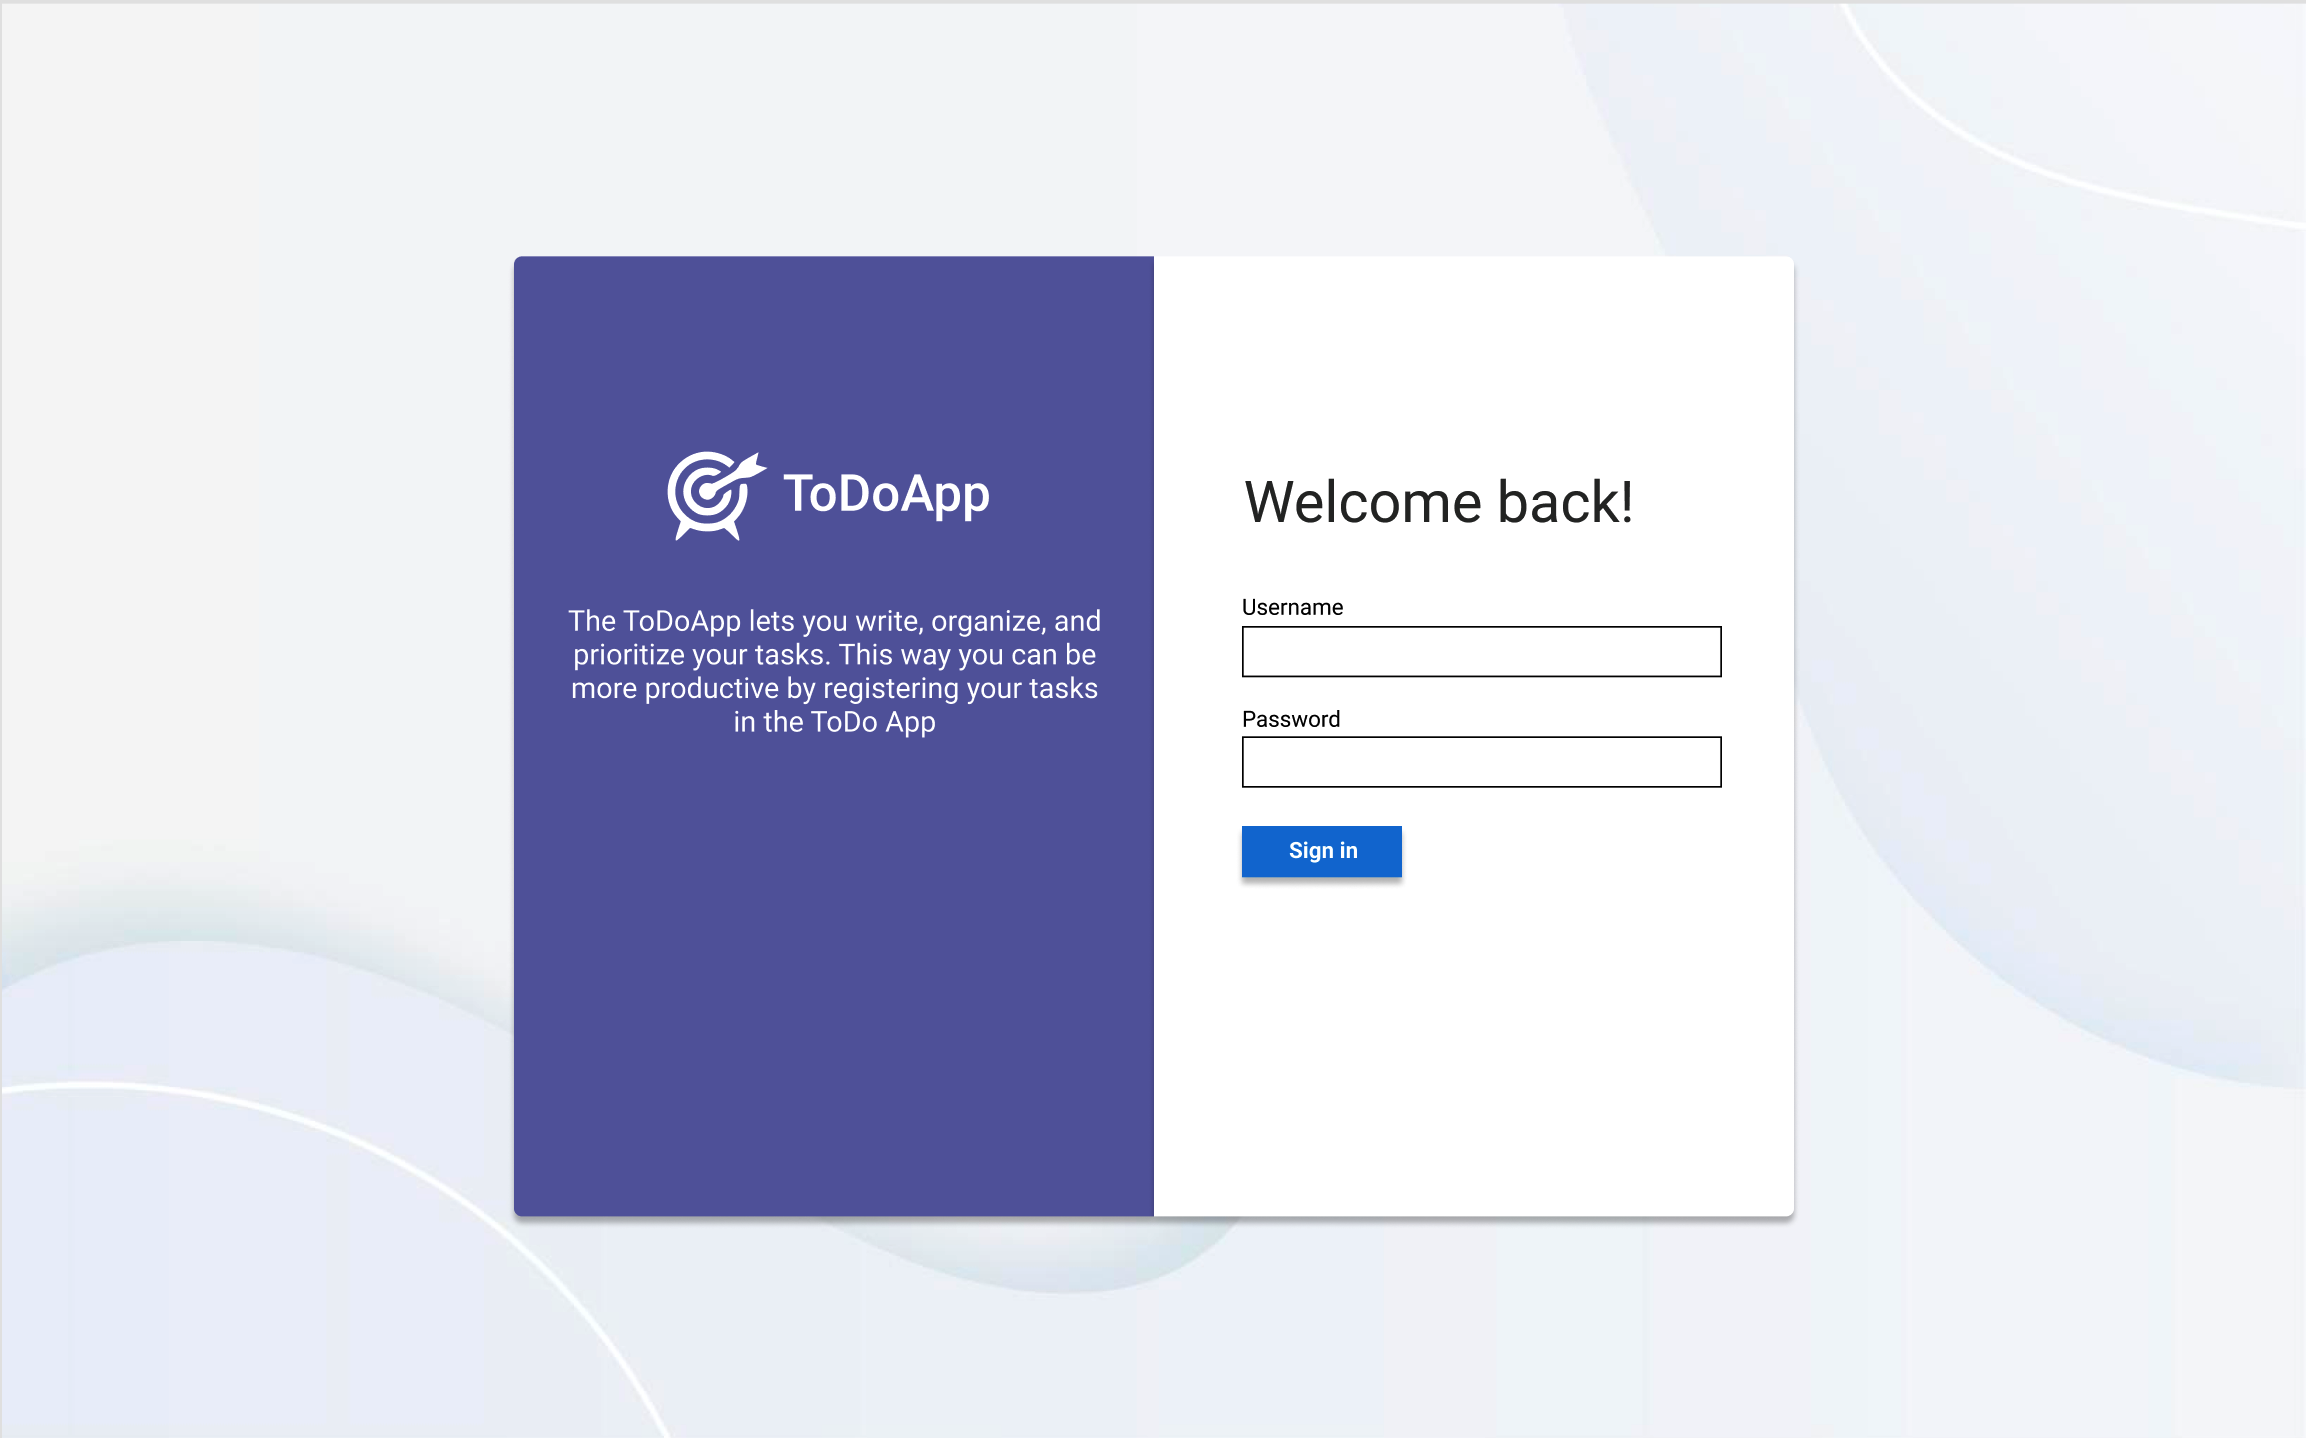 ToDoApp
The ToDoApp lets you write, organize, and
prioritize your tasks. This way you can be
more productive by registering your tasks
in the ToDo App
Welcome back!
Username
Password
Sign in